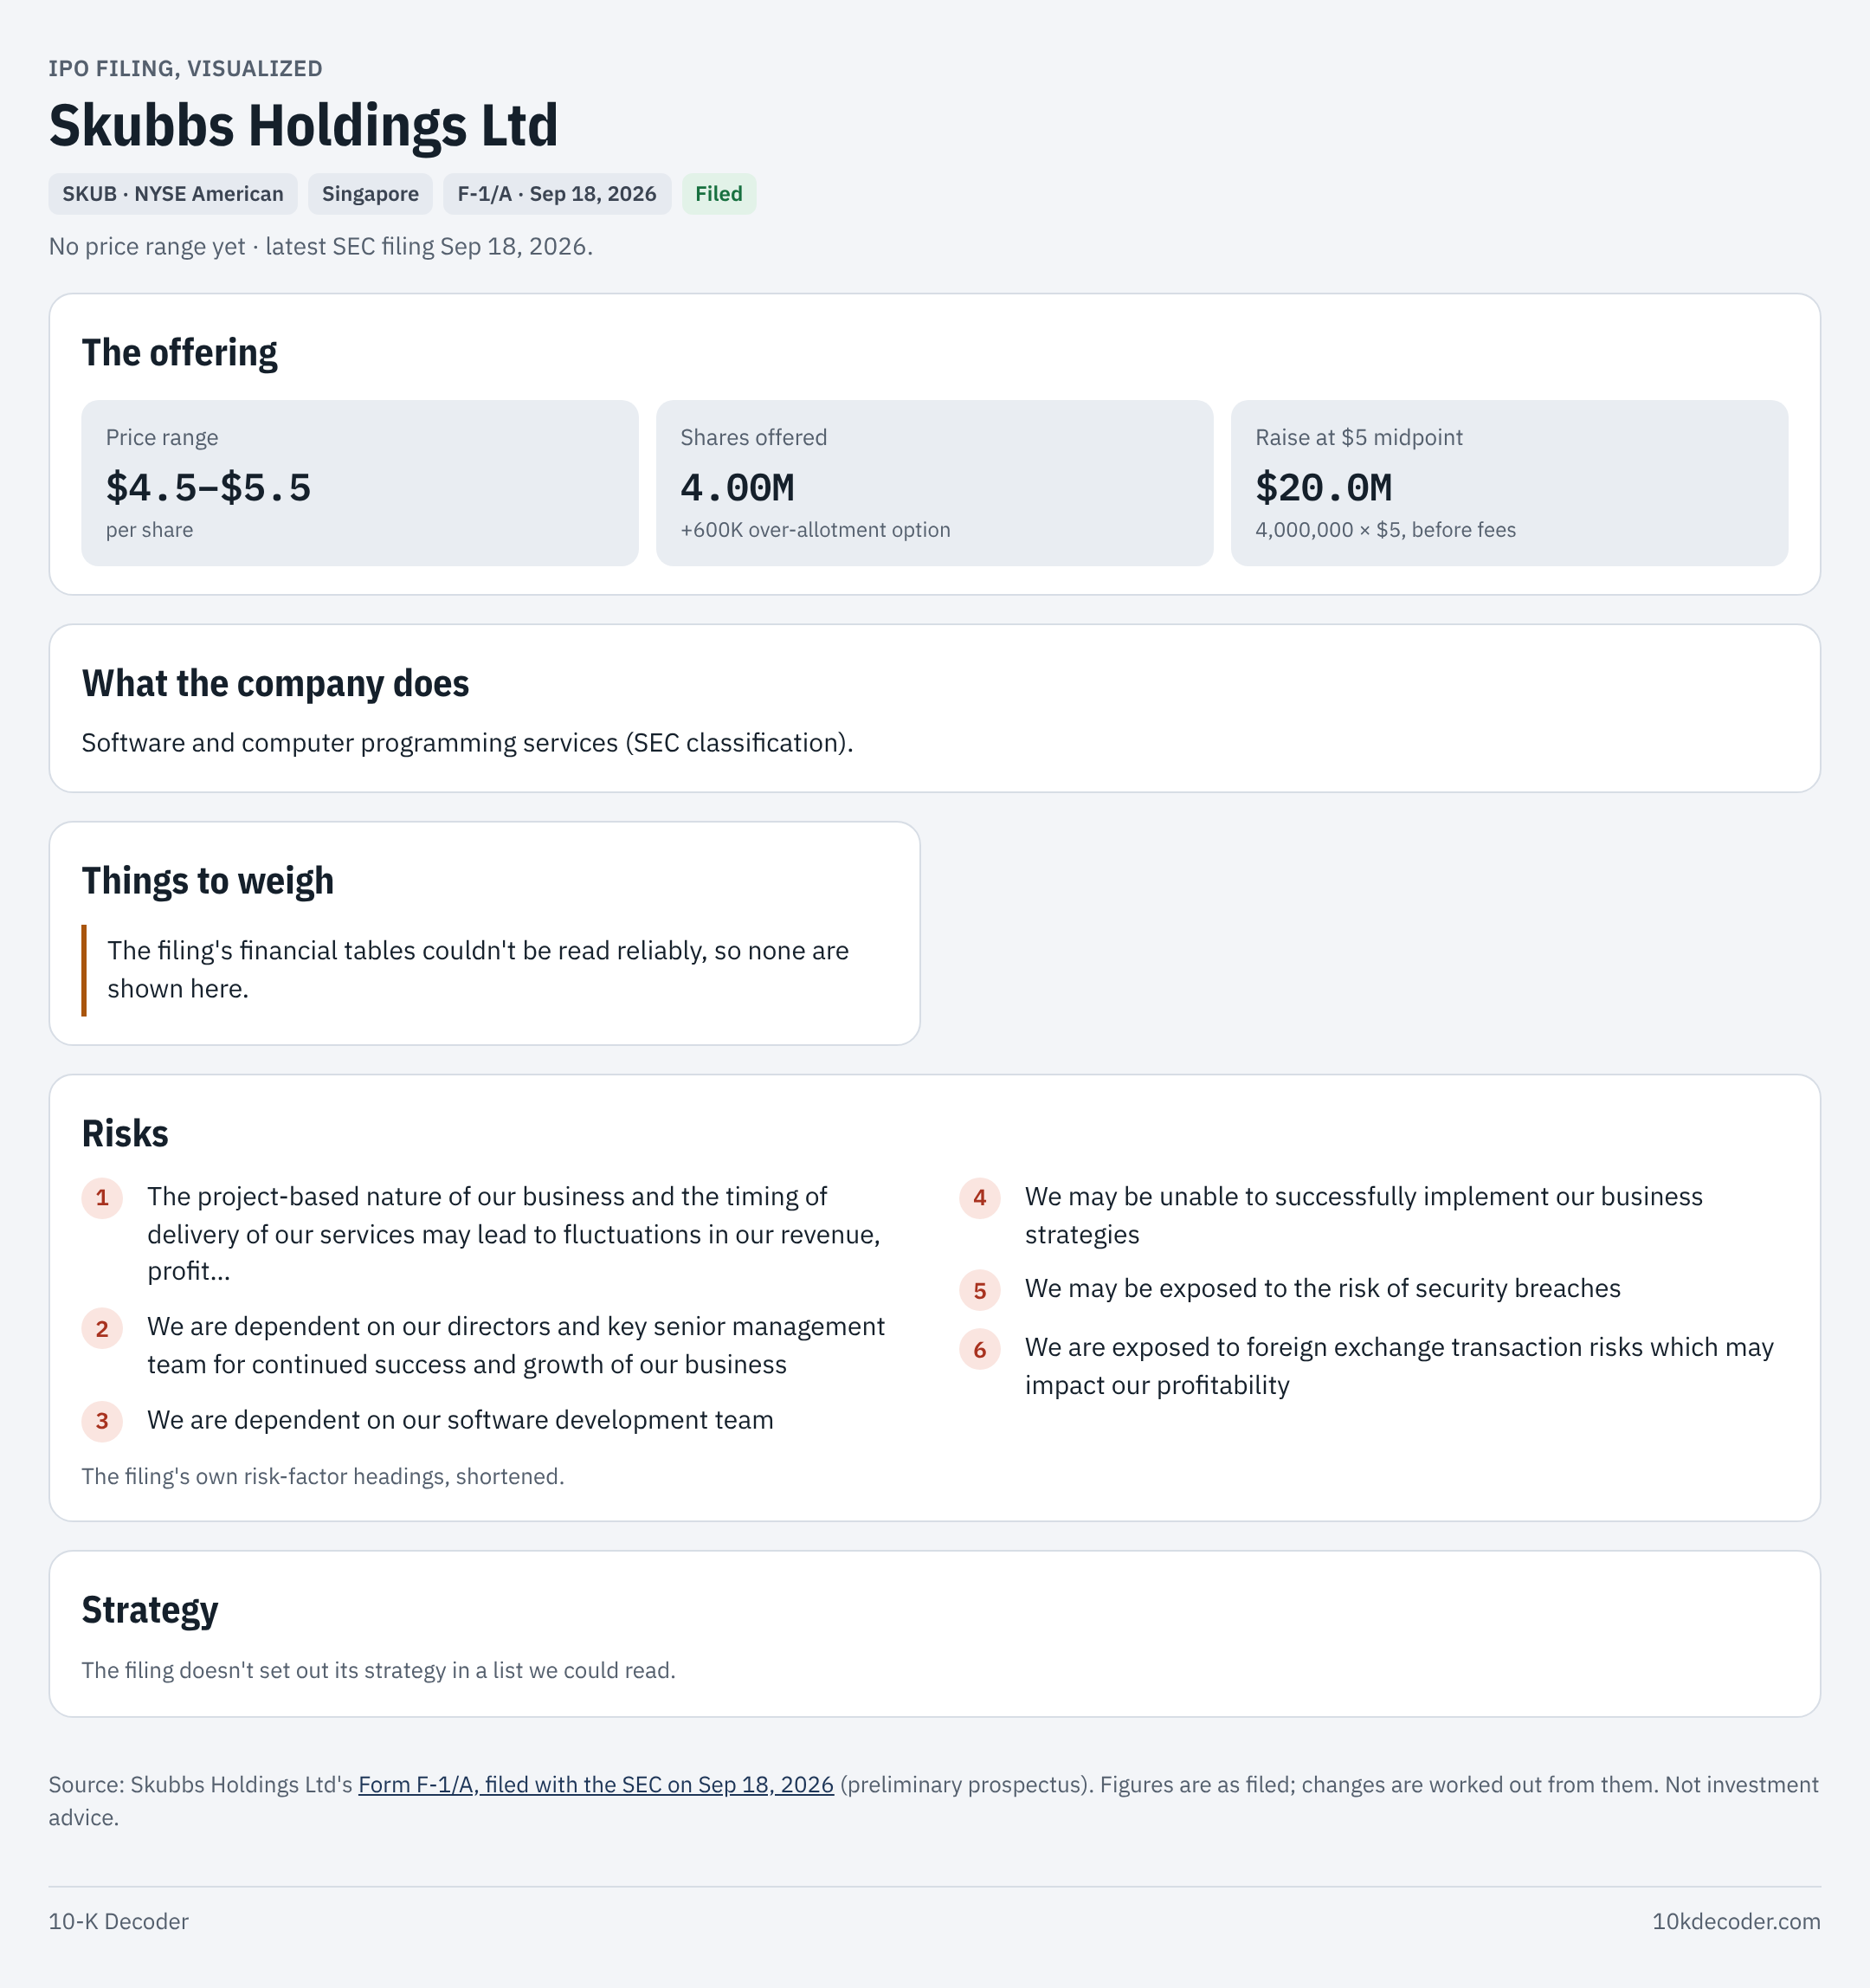 IPO FILING, VISUALIZED
Skubbs Holdings Ltd
SKUB · NYSE American
Singapore
F-1/A · Sep 18, 2026
Filed
No price range yet · latest SEC filing Sep 18, 2026.
The offering
Price range
$4.5–$5.5
per share
Shares offered
4.00M
+600K over-allotment option
Raise at $5 midpoint
$20.0M
4,000,000 × $5, before fees
What the company does
Software and computer programming services (SEC classification).
Things to weigh
The filing's financial tables couldn't be read reliably, so none are
shown here.
Risks
1
The project-based nature of our business and the timing of
delivery of our services may lead to fluctuations in our revenue,
profit…
2
We are dependent on our directors and key senior management
team for continued success and growth of our business
3
We are dependent on our software development team
4
We may be unable to successfully implement our business
strategies
5
We may be exposed to the risk of security breaches
6
We are exposed to foreign exchange transaction risks which may
impact our profitability
The filing's own risk-factor headings, shortened.
Strategy
The filing doesn't set out its strategy in a list we could read.
Source: Skubbs Holdings Ltd's Form F-1/A, filed with the SEC on Sep 18, 2026 (preliminary prospectus). Figures are as filed; changes are worked out from them. Not investment
advice.
10-K Decoder
10kdecoder.com